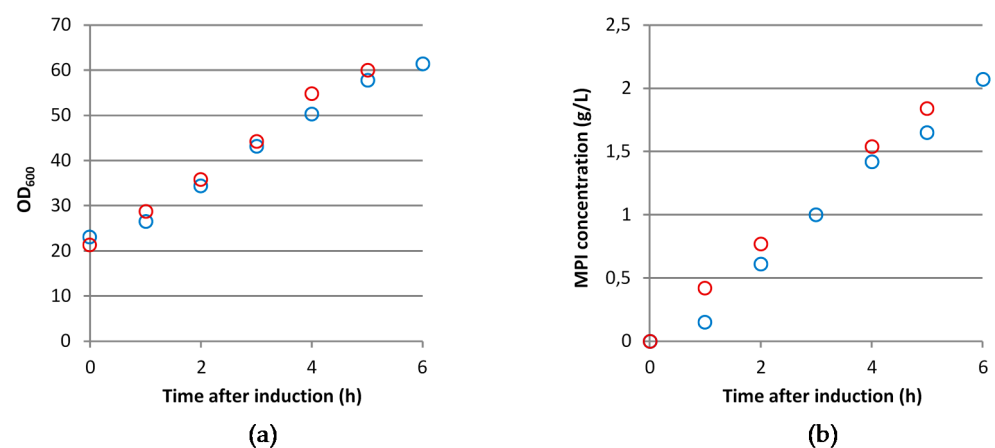 70
60
50
40
30
20
10
0
OD600
0 2 4 6
Time after induction (h)
(a)
2,5
2
1,5
1
0,5
0
MPI concentration (g/L)
0 2 4 6
Time after induction (h)
(b)